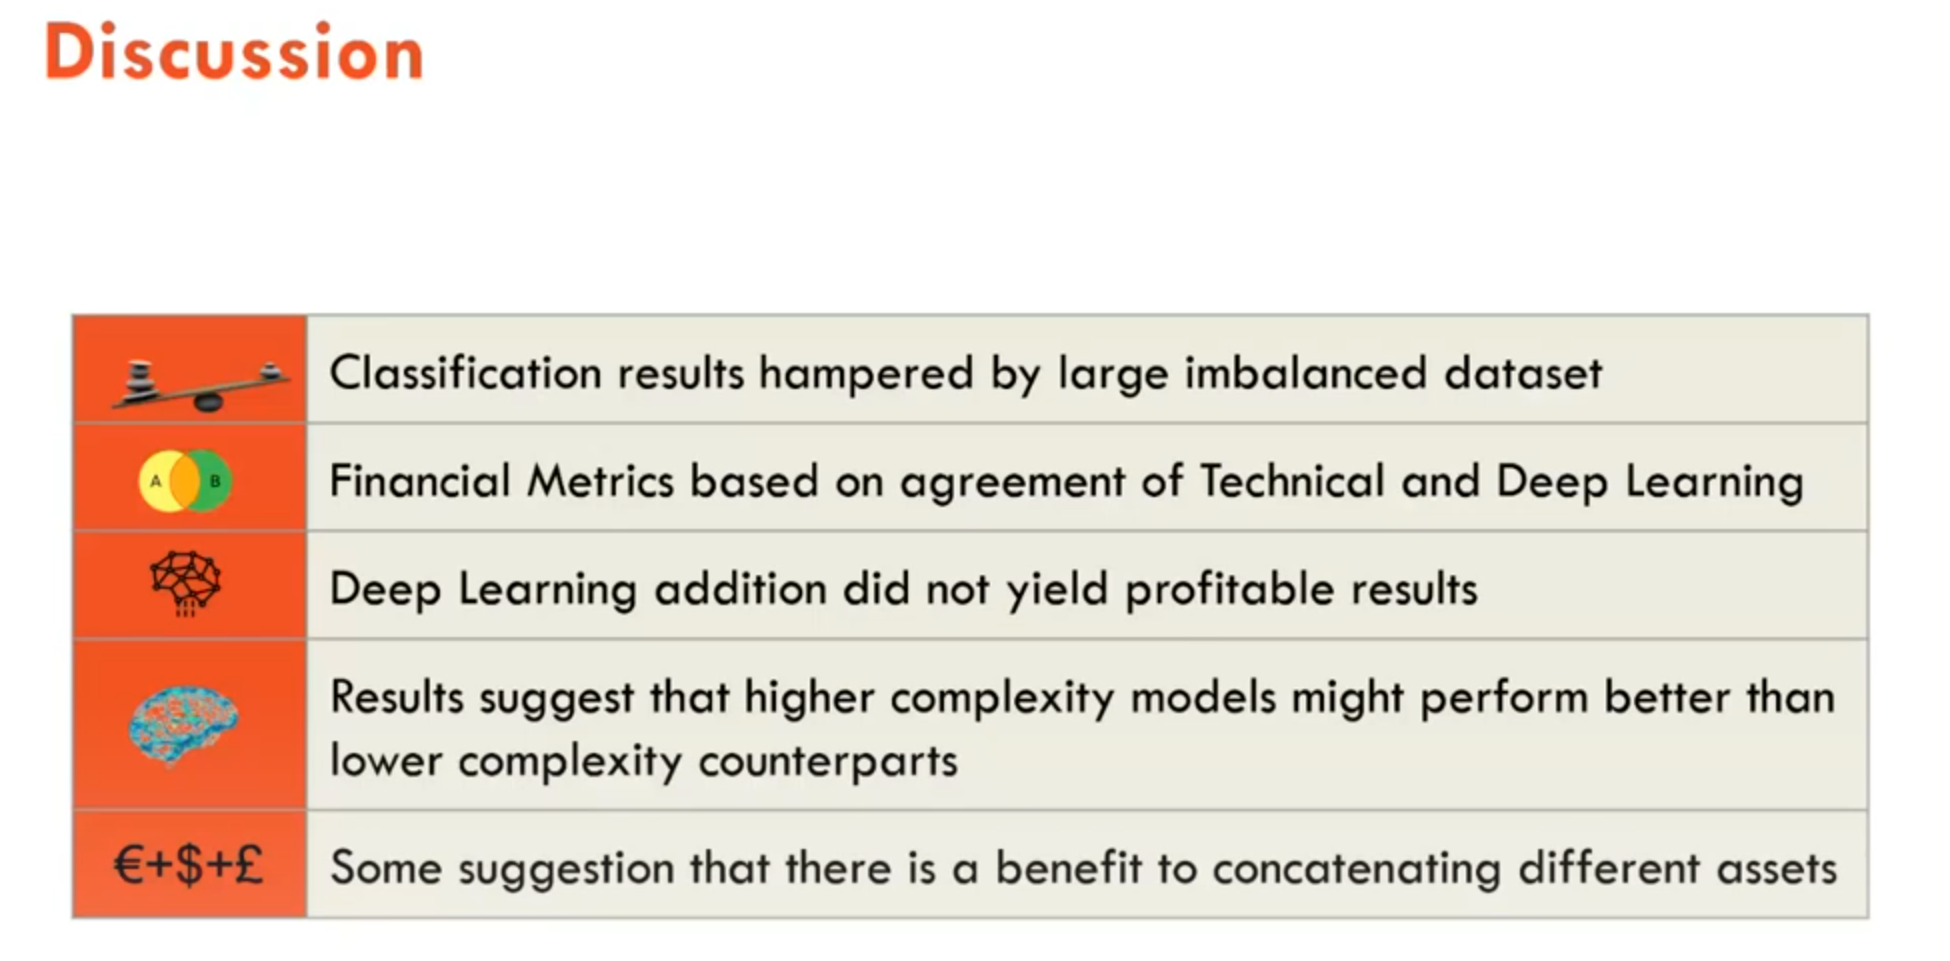 Discussion
Classification results hampered by large imbalanced dataset
A B
Financial Metrics based on agreement of Technical and Deep Learning
Deep Learning addition did not yield profitable results
Results suggest that higher complexity models might perform better than
lower complexity counterparts
€+$+£
Some suggestion that there is a benefit to concatenating different assets